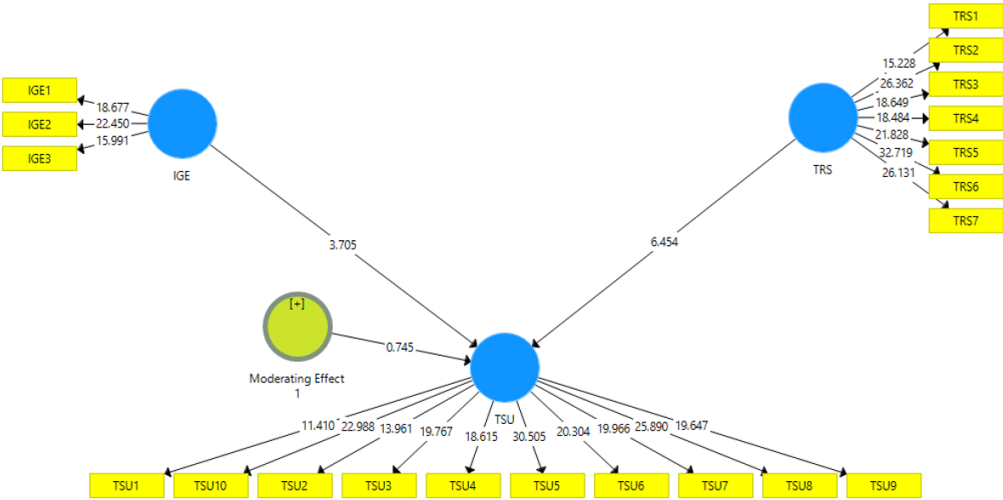 TRS1
TRS2
TRS3
TRS4
TRS5
TRS6
TRS7
15.228
26.362
18.649
18.484
21.828
32.719
26.131
TRS
IGE1
IGE2
IGE3
18.677
22.450
15.991
IGE
3.705
6.454
[+]
Moderating Effect
1
0.745
TSU
11.410
22.988
13.961
19.767
18.615
30.505
20.304
19.966
25.890
19.647
TSU1
TSU10
TSU2
TSU3
TSU4
TSU5
TSU6
TSU7
TSU8
TSU9